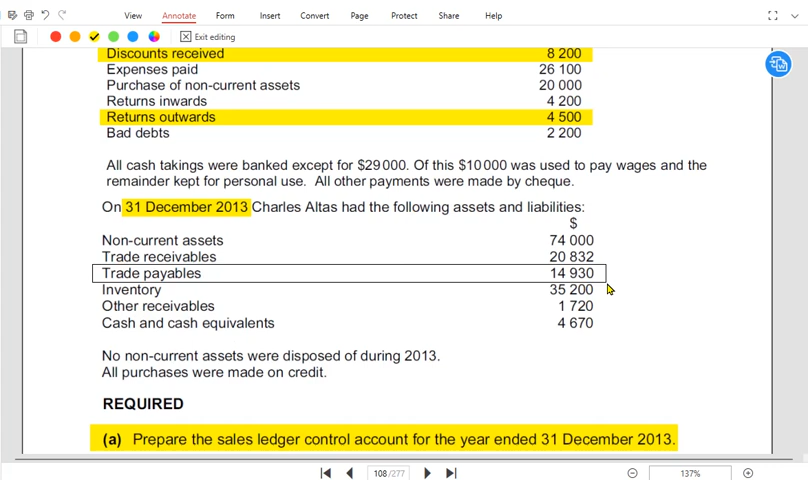 View Annotate Form Insert Convert Page Protect Share Help
Exit editing
Discounts received 8 200
Expenses paid 26 100
Purchase of non-current assets 20 000
Returns inwards 4 200
Returns outwards 4 500
Bad debts 2 200
All cash takings were banked except for $29 000. Of this $10 000 was used to pay wages and the
remainder kept for personal use. All other payments were made by cheque.
On 31 December 2013 Charles Altas had the following assets and liabilities:
$
Non-current assets 74 000
Trade receivables 20 832
Trade payables 14 930
Inventory 35 200
Other receivables 1 720
Cash and cash equivalents 4 670
No non-current assets were disposed of during 2013.
All purchases were made on credit.
REQUIRED
(a) Prepare the sales ledger control account for the year ended 31 December 2013.
108 /277 137%